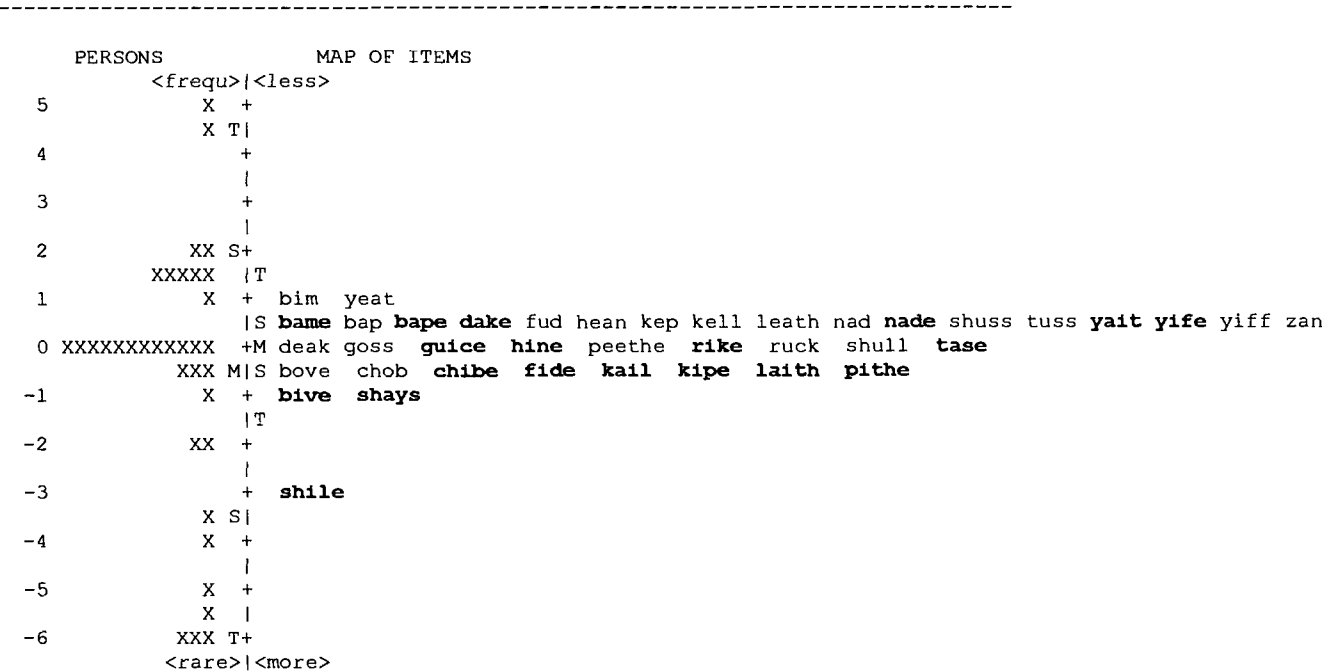 --------------------------------------------------------------------------------
PERSONS MAP OF ITEMS
<frequ>|<less>
5 X +
X T|
4 +
|
3 +
|
2 XX S+
XXXXX |T
1 X + bim yeat
|S bame bap bape dake fud hean kep kell leath nad nade shuss tuss yait yife yiff zan
0 XXXXXXXXXXXX +M deak goss guice hine peethe rike ruck shull tase
XXX M|S bove chob chibe fide kail kipe laith pithe
-1 X + bive shays
|T
-2 XX +
|
-3 + shile
X S|
-4 X +
|
-5 X +
X |
-6 XXX T+
<rare>|<more>